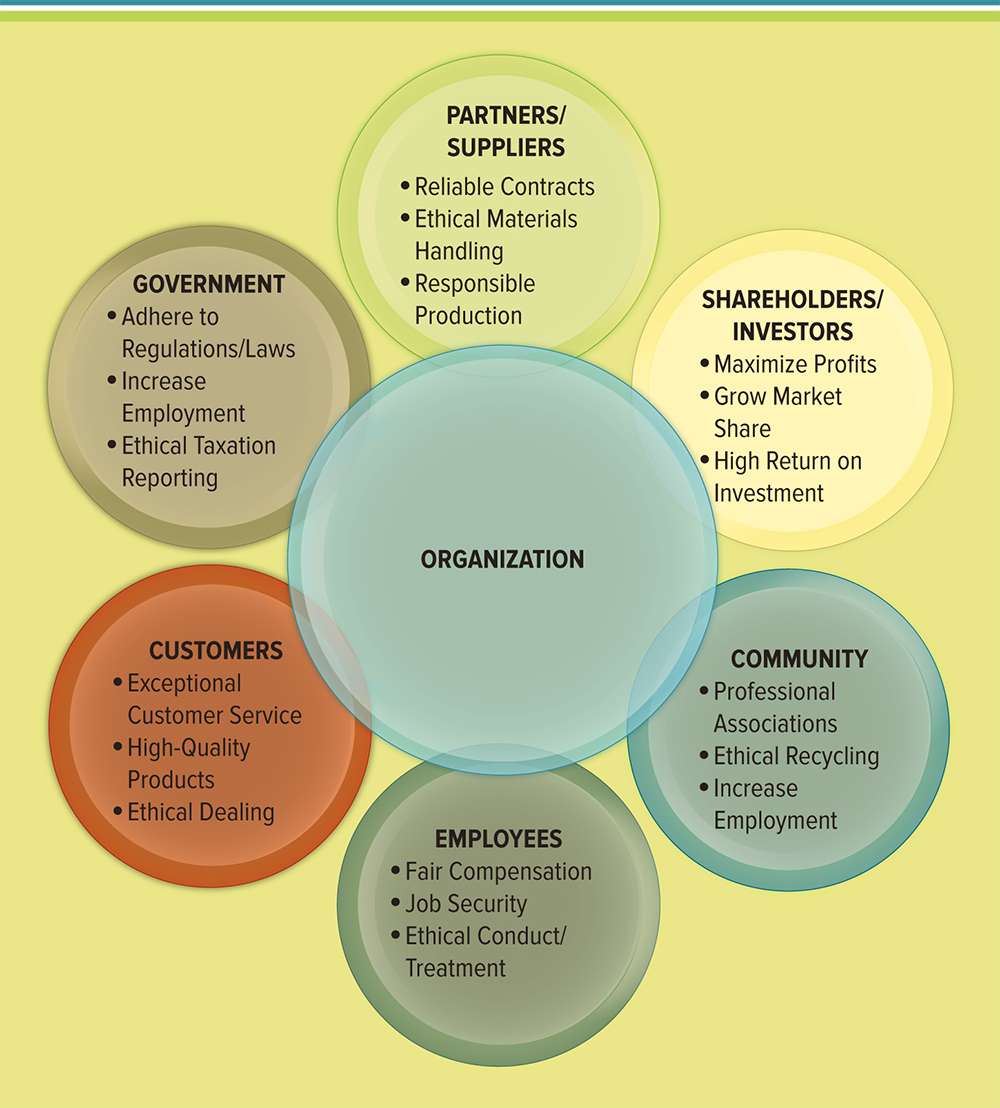 PARTNERS/
SUPPLIERS
• Reliable Contracts
• Ethical Materials
Handling
• Responsible
Production
GOVERNMENT
• Adhere to
Regulations/Laws
• Increase
Employment
• Ethical Taxation
Reporting
SHAREHOLDERS/
INVESTORS
• Maximize Profits
• Grow Market
Share
• High Return on
Investment
ORGANIZATION
CUSTOMERS
• Exceptional
Customer Service
• High-Quality
Products
• Ethical Dealing
COMMUNITY
• Professional
Associations
• Ethical Recycling
• Increase
Employment
EMPLOYEES
• Fair Compensation
• Job Security
• Ethical Conduct/
Treatment